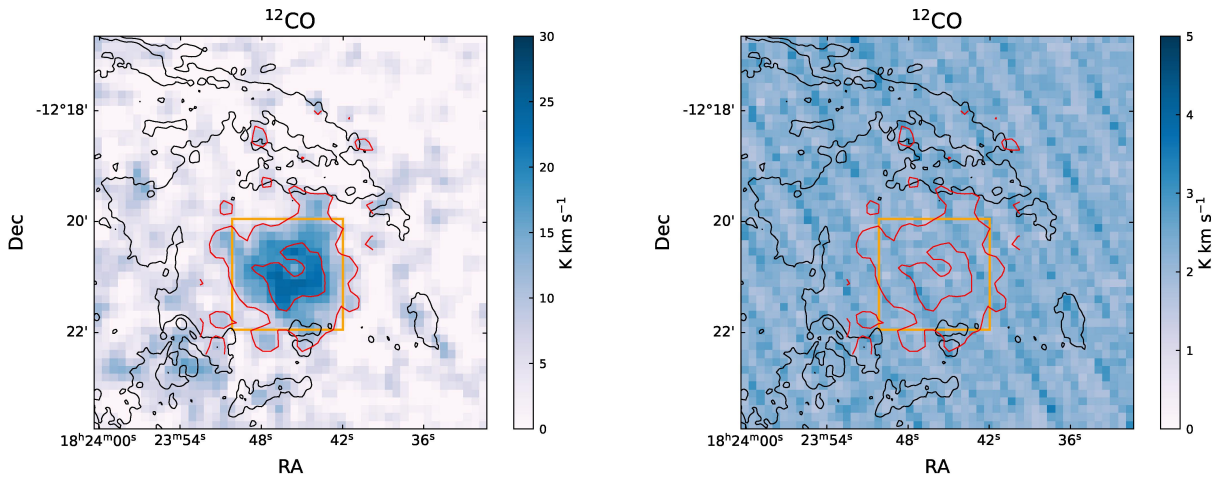 ¹²CO
30
25
20
15
10
5
0
K km s⁻¹
-12°18'
20'
22'
Dec
18ʰ24ᵐ00ˢ 23ᵐ54ˢ 48ˢ 42ˢ 36ˢ
RA
¹²CO
5
4
3
2
1
0
K km s⁻¹
-12°18'
20'
22'
Dec
18ʰ24ᵐ00ˢ 23ᵐ54ˢ 48ˢ 42ˢ 36ˢ
RA